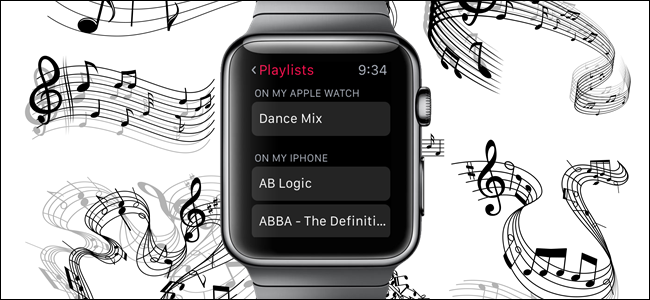 < Playlists 9:34
ON MY APPLE WATCH
Dance Mix
ON MY IPHONE
AB Logic
ABBA - The Definiti...